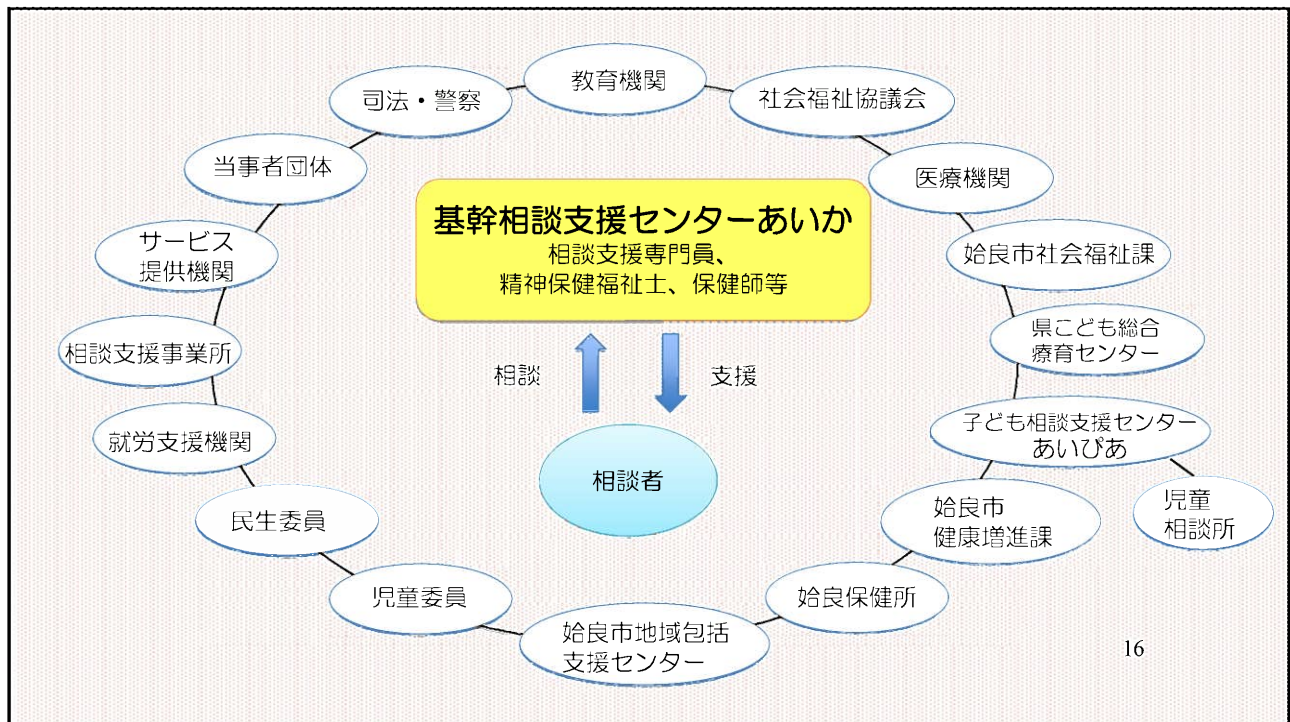 教育機関
司法・警察
社会福祉協議会
当事者団体
医療機関
基幹相談支援センターあいか
相談支援専門員、
精神保健福祉士、保健師等
サービス
提供機関
姶良市社会福祉課
県こども総合
療育センター
相談支援事業所
相談
支援
就労支援機関
子ども相談支援センター
あいぴあ
相談者
民生委員
姶良市
健康増進課
児童
相談所
児童委員
姶良保健所
姶良市地域包括
支援センター
16